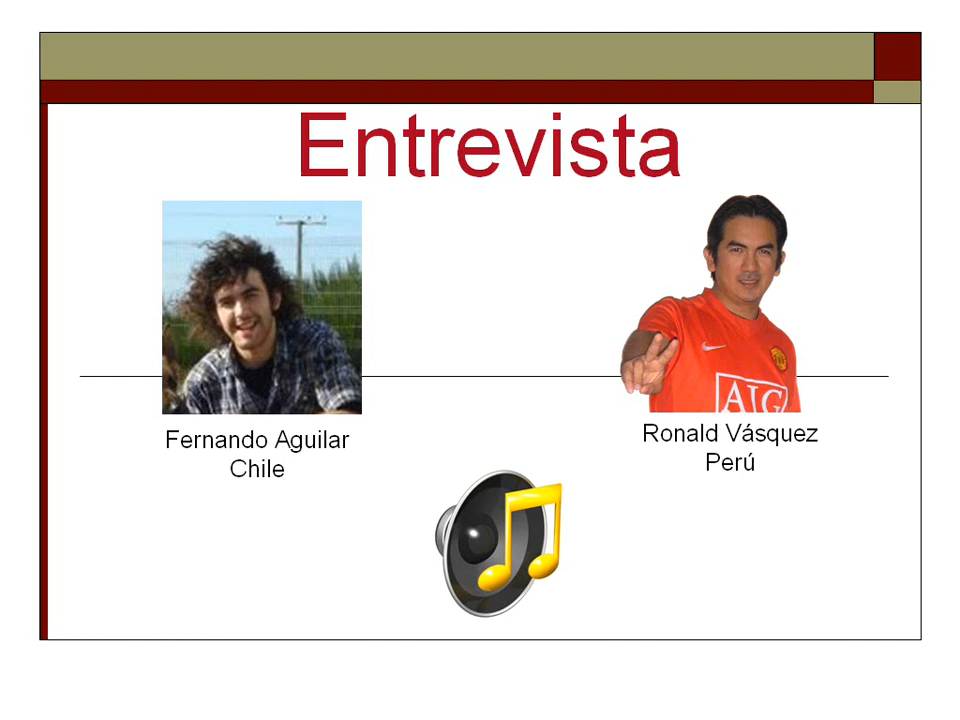 Entrevista
AIG
Fernando Aguilar
Chile
Ronald Vásquez
Perú